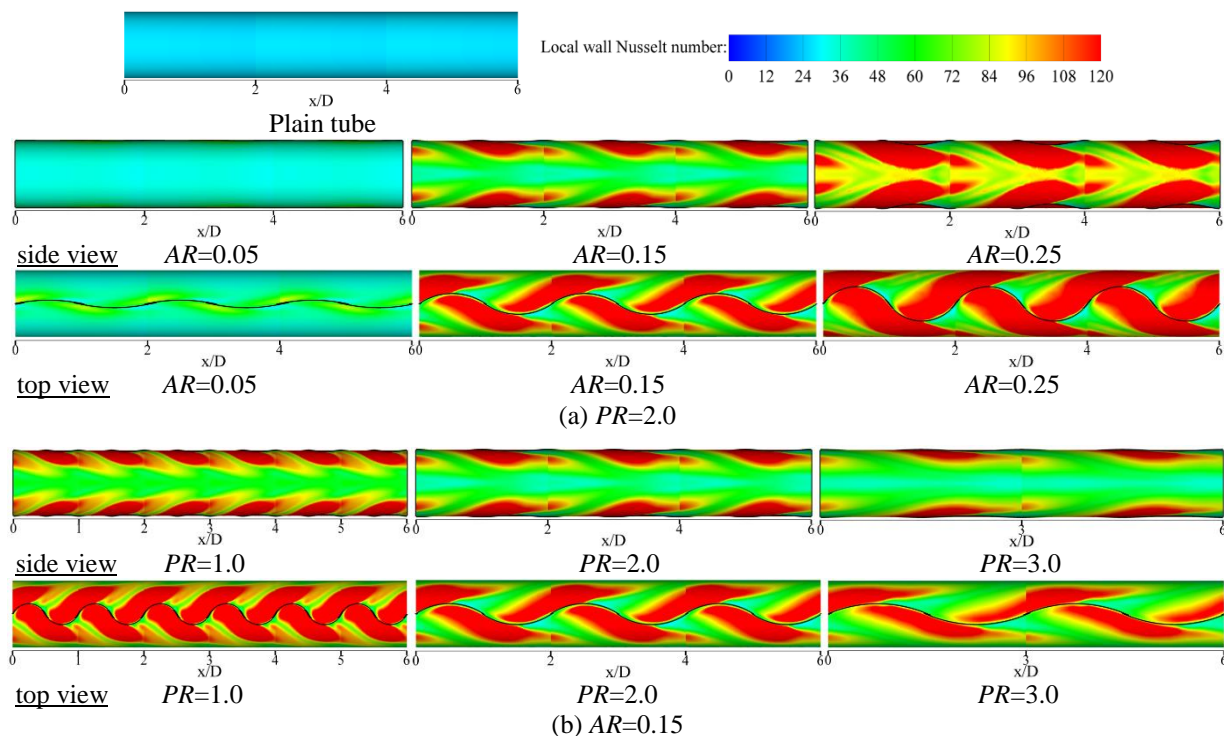 Local wall Nusselt number:
0 12 24 36 48 60 72 84 96 108 120
0 2 4 6
x/D
Plain tube
0 2 4 6 0 2 4 6 0 2 4 6
x/D x/D x/D
side view AR=0.05 AR=0.15 AR=0.25
0 2 4 6 0 2 4 6 0 2 4 6
x/D x/D x/D
top view AR=0.05 AR=0.15 AR=0.25
(a) PR=2.0
0 1 2 3 4 5 6 0 2 4 6 0 3 6
x/D x/D x/D
side view PR=1.0 PR=2.0 PR=3.0
0 1 2 3 4 5 6 0 2 4 6 0 3 6
x/D x/D x/D
top view PR=1.0 PR=2.0 PR=3.0
(b) AR=0.15